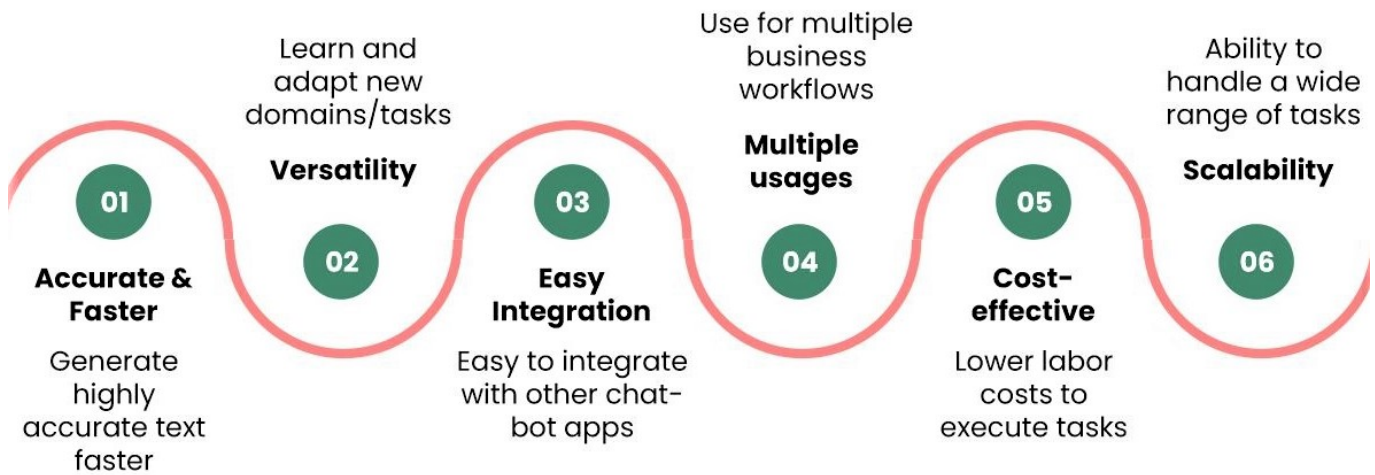 01
Accurate &
Faster
Generate
highly
accurate text
faster
Learn and
adapt new
domains/tasks
Versatility
02
03
Easy
Integration
Easy to integrate
with other chat-
bot apps
Use for multiple
business
workflows
Multiple
usages
04
05
Cost-
effective
Lower labor
costs to
execute tasks
Ability to
handle a wide
range of tasks
Scalability
06